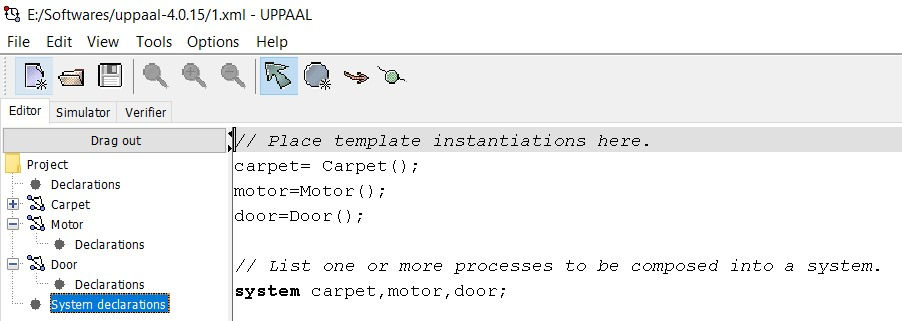 E:/Softwares/uppaal-4.0.15/1.xml - UPPAAL
File Edit View Tools Options Help
Editor Simulator Verifier
Drag out
Project
Declarations
Carpet
Motor
Declarations
Door
Declarations
System declarations
// Place template instantiations here.
carpet= Carpet();
motor=Motor();
door=Door();
// List one or more processes to be composed into a system.
system carpet,motor,door;